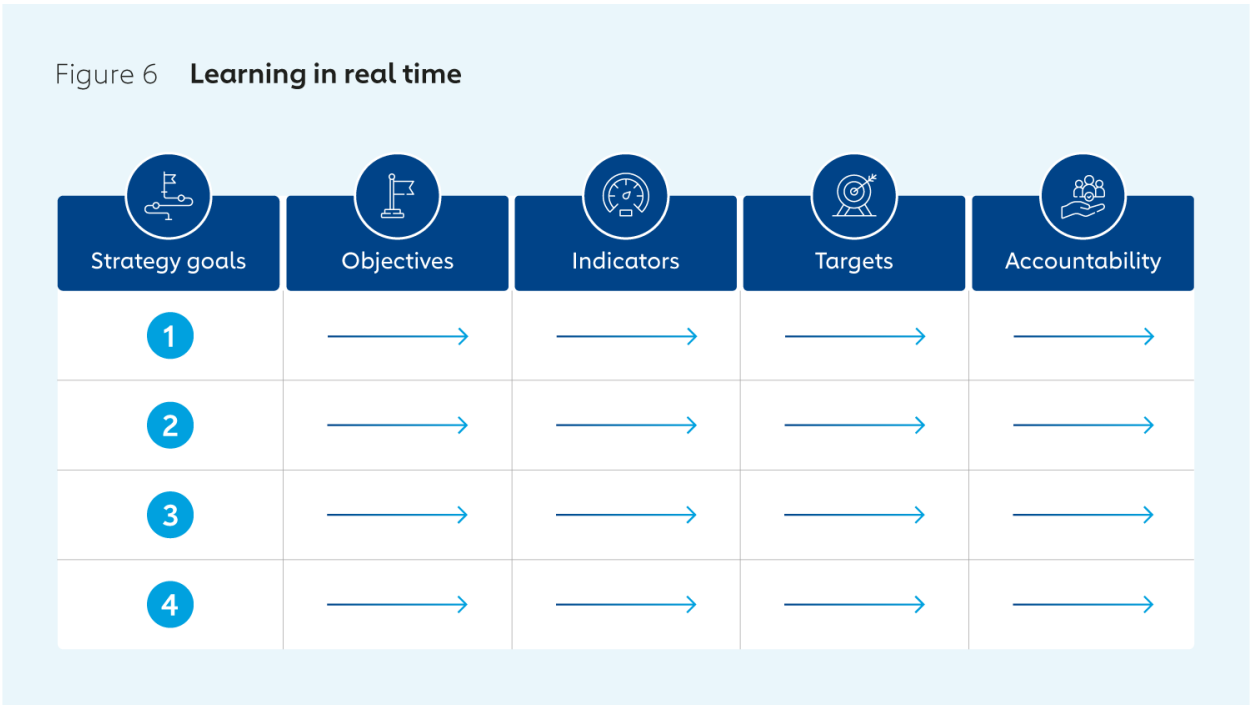 Figure 6 Learning in real time
Strategy goals Objectives Indicators Targets Accountability
1
2
3
4